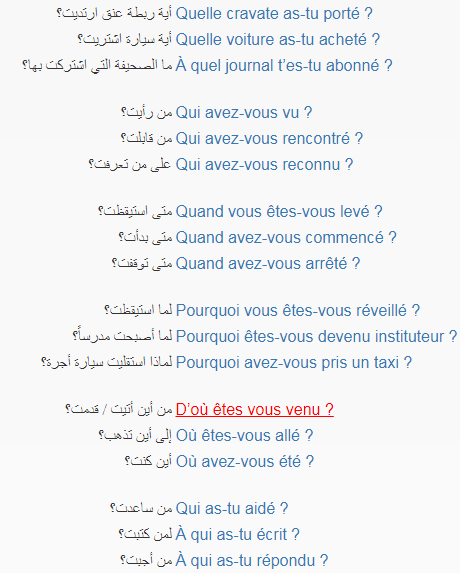 أية ربطة عنق ارتديت؟ Quelle cravate as-tu porté ?
أية سيارة اشتريت؟ Quelle voiture as-tu acheté ?
ما الصحيفة التي اشتركت بها؟ À quel journal t’es-tu abonné ?
من رأيت؟ Qui avez-vous vu ?
من قابلت؟ Qui avez-vous rencontré ?
على من تعرفت؟ Qui avez-vous reconnu ?
متى استيقظت؟ Quand vous êtes-vous levé ?
متى بدأت؟ Quand avez-vous commencé ?
متى توقفت؟ Quand avez-vous arrêté ?
لما استيقظت؟ Pourquoi vous êtes-vous réveillé ?
لما أصبحت مدرساً؟ Pourquoi êtes-vous devenu instituteur ?
لماذا استقليت سيارة أجرة؟ Pourquoi avez-vous pris un taxi ?
من أين أتيت / قدمت؟ D’où êtes vous venu ?
إلى أين تذهب؟ Où êtes-vous allé ?
أين كنت؟ Où avez-vous été ?
من ساعدت؟ Qui as-tu aidé ?
لمن كتبت؟ À qui as-tu écrit ?
من أجبت؟ À qui as-tu répondu ?